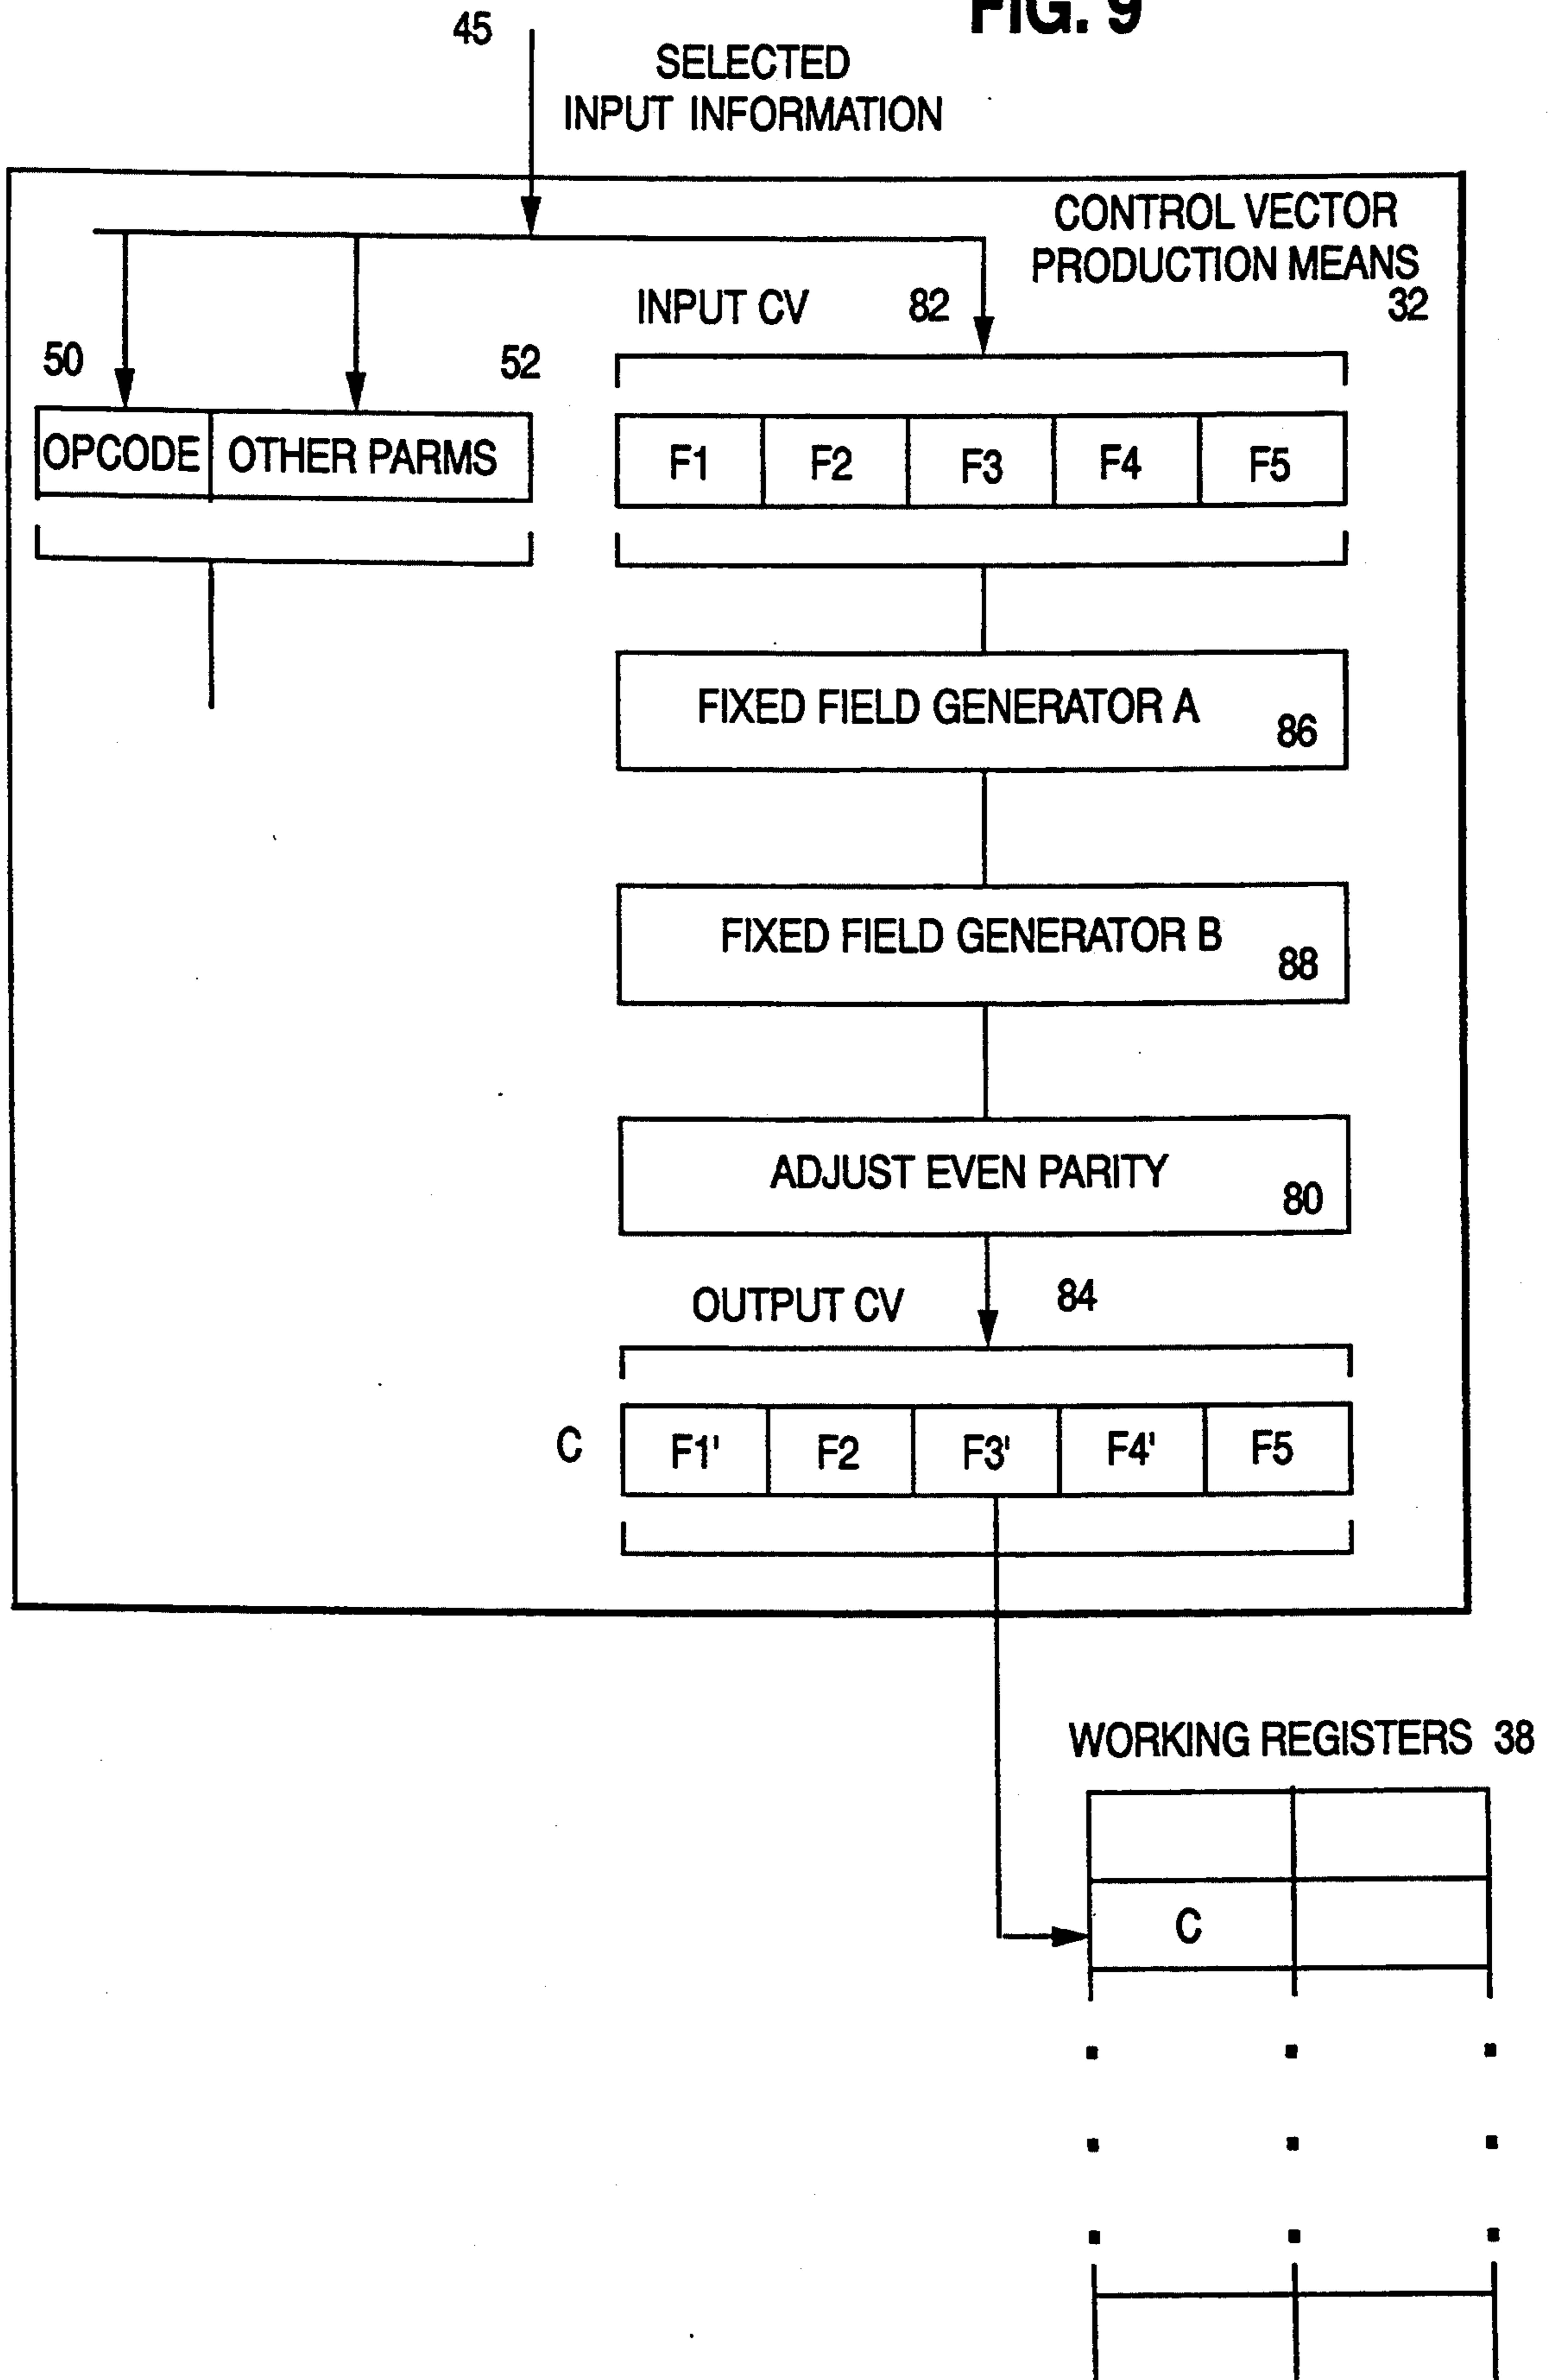 FIG. 9
45
SELECTED
INPUT INFORMATION
CONTROL VECTOR
PRODUCTION MEANS
32
INPUT CV 82
50 52
OPCODE OTHER PARMS
F1 F2 F3 F4 F5
FIXED FIELD GENERATOR A
86
FIXED FIELD GENERATOR B
88
ADJUST EVEN PARITY
80
OUTPUT CV 84
C F1' F2 F3' F4' F5
WORKING REGISTERS 38
C